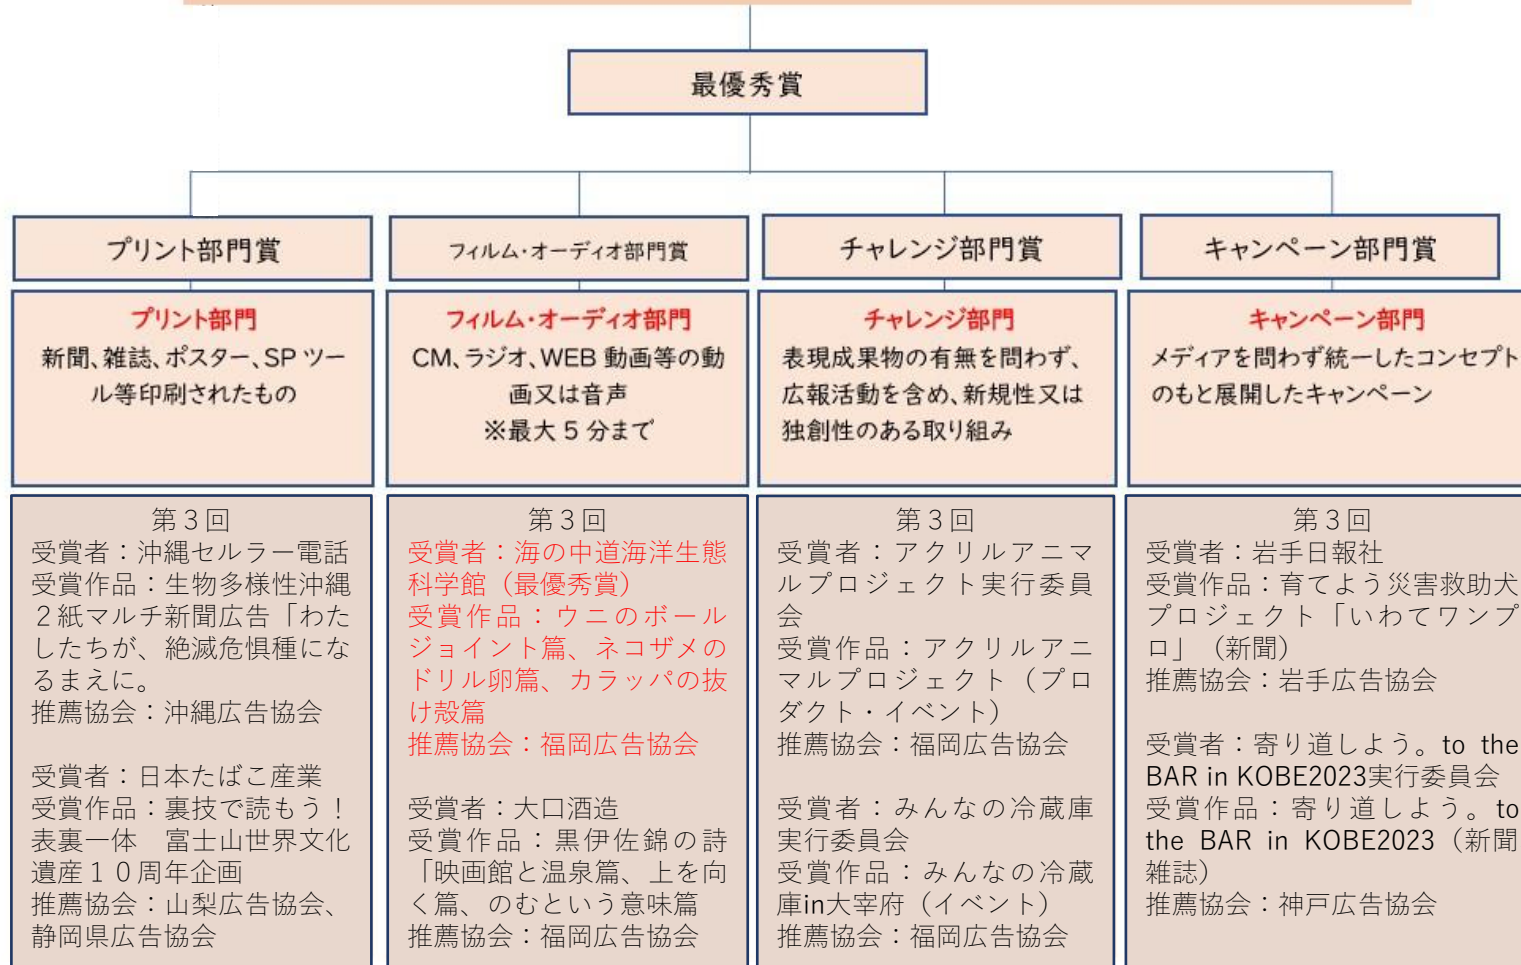 最優秀賞
プリント部門賞
プリント部門
新聞、雑誌、ポスター、SP ツー
ル等印刷されたもの
第３回
受賞者：沖縄セルラー電話
受賞作品：生物多様性沖縄
２紙マルチ新聞広告「わた
したちが、絶滅危惧種にな
るまえに。
推薦協会：沖縄広告協会
受賞者：日本たばこ産業
受賞作品：裏技で読もう！
表裏一体　富士山世界文化
遺産１０周年企画
推薦協会：山梨広告協会、
静岡県広告協会
フィルム・オーディオ部門賞
フィルム・オーディオ部門
CM、ラジオ、WEB 動画等の動
画又は音声
※最大 5 分まで
第３回
受賞者：海の中道海洋生態
科学館（最優秀賞）
受賞作品：ウニのボール
ジョイント篇、ネコザメの
ドリル卵篇、カラッパの抜
け殻篇
推薦協会：福岡広告協会
受賞者：大口酒造
受賞作品：黒伊佐錦の詩
「映画館と温泉篇、上を向
く篇、のむという意味篇
推薦協会：福岡広告協会
チャレンジ部門賞
チャレンジ部門
表現成果物の有無を問わず、
広報活動を含め、新規性又は
独創性のある取り組み
第３回
受賞者：アクリルアニマ
ルプロジェクト実行委員
会
受賞作品：アクリルアニ
マルプロジェクト（プロ
ダクト・イベント）
推薦協会：福岡広告協会
受賞者：みんなの冷蔵庫
実行委員会
受賞作品：みんなの冷蔵
庫in大宰府（イベント）
推薦協会：福岡広告協会
キャンペーン部門賞
キャンペーン部門
メディアを問わず統一したコンセプト
のもと展開したキャンペーン
第３回
受賞者：岩手日報社
受賞作品：育てよう災害救助犬
プロジェクト「いわてワンプ
ロ」（新聞）
推薦協会：岩手広告協会
受賞者：寄り道しよう。to the
BAR in KOBE2023実行委員会
受賞作品：寄り道しよう。to
the BAR in KOBE2023（新聞
雑誌）
推薦協会：神戸広告協会